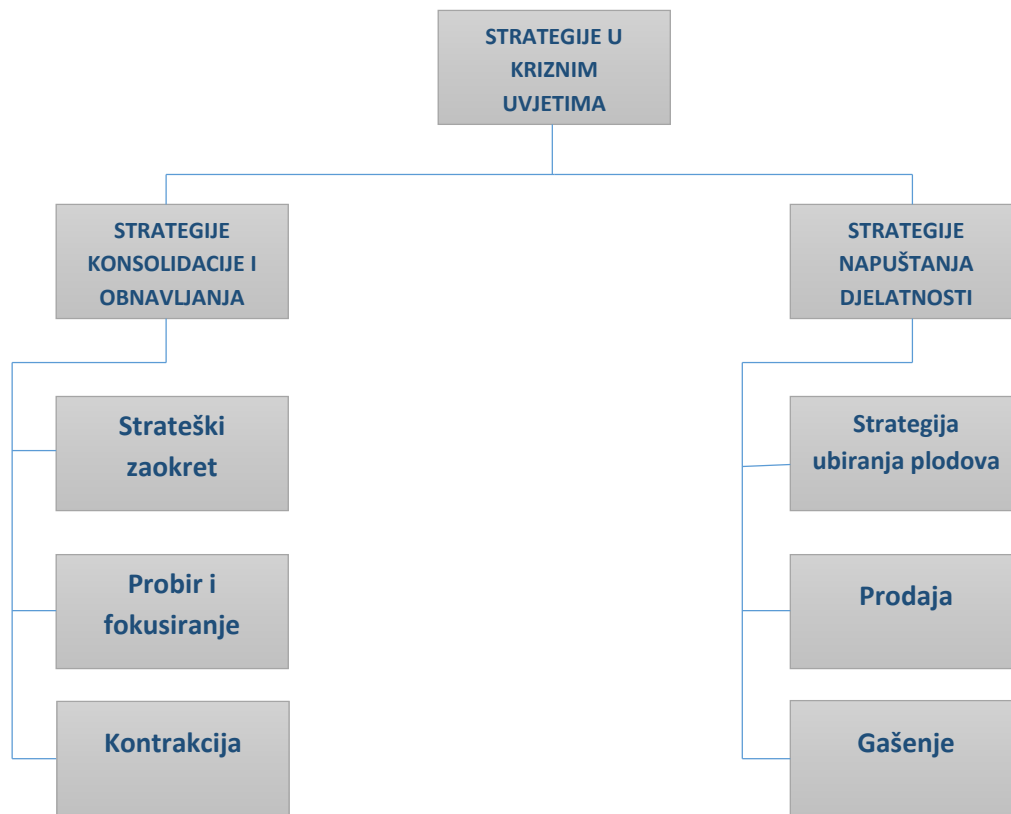 STRATEGIJE U
KRIZNIM
UVJETIMA
STRATEGIJE
KONSOLIDACIJE I
OBNAVLJANJA
STRATEGIJE
NAPUŠTANJA
DJELATNOSTI
Strateški
zaokret
Strategija
ubiranja plodova
Probir i
fokusiranje
Prodaja
Kontrakcija
Gašenje